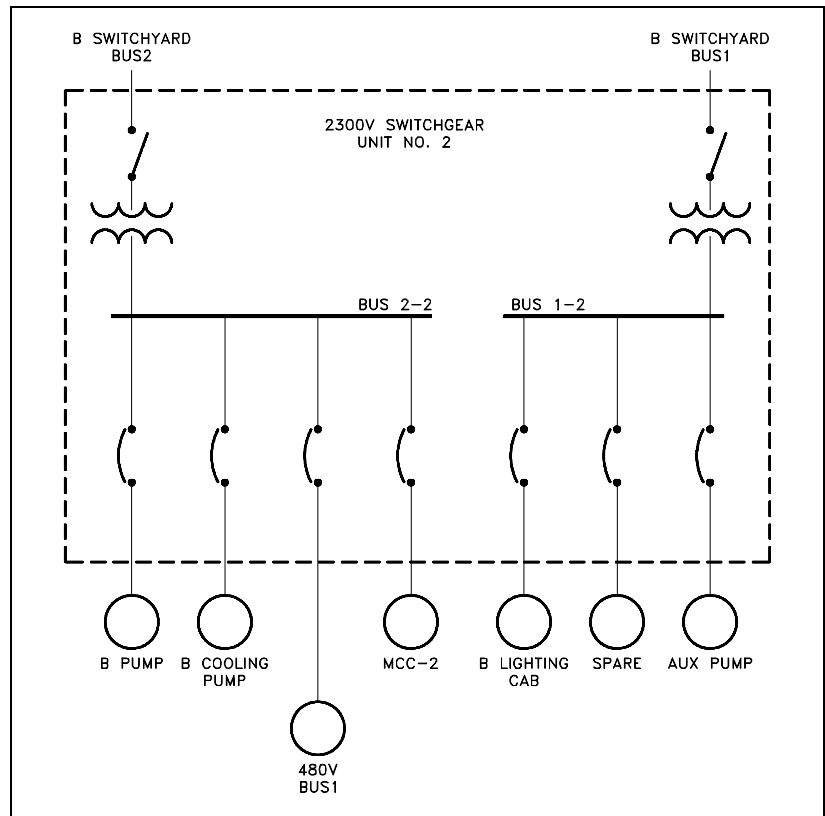 B SWITCHYARD
BUS2
B SWITCHYARD
BUS1
2300V SWITCHGEAR
UNIT NO. 2
BUS 2-2
BUS 1-2
B PUMP
B COOLING
PUMP
MCC-2
B LIGHTING
CAB
SPARE
AUX PUMP
480V
BUS1